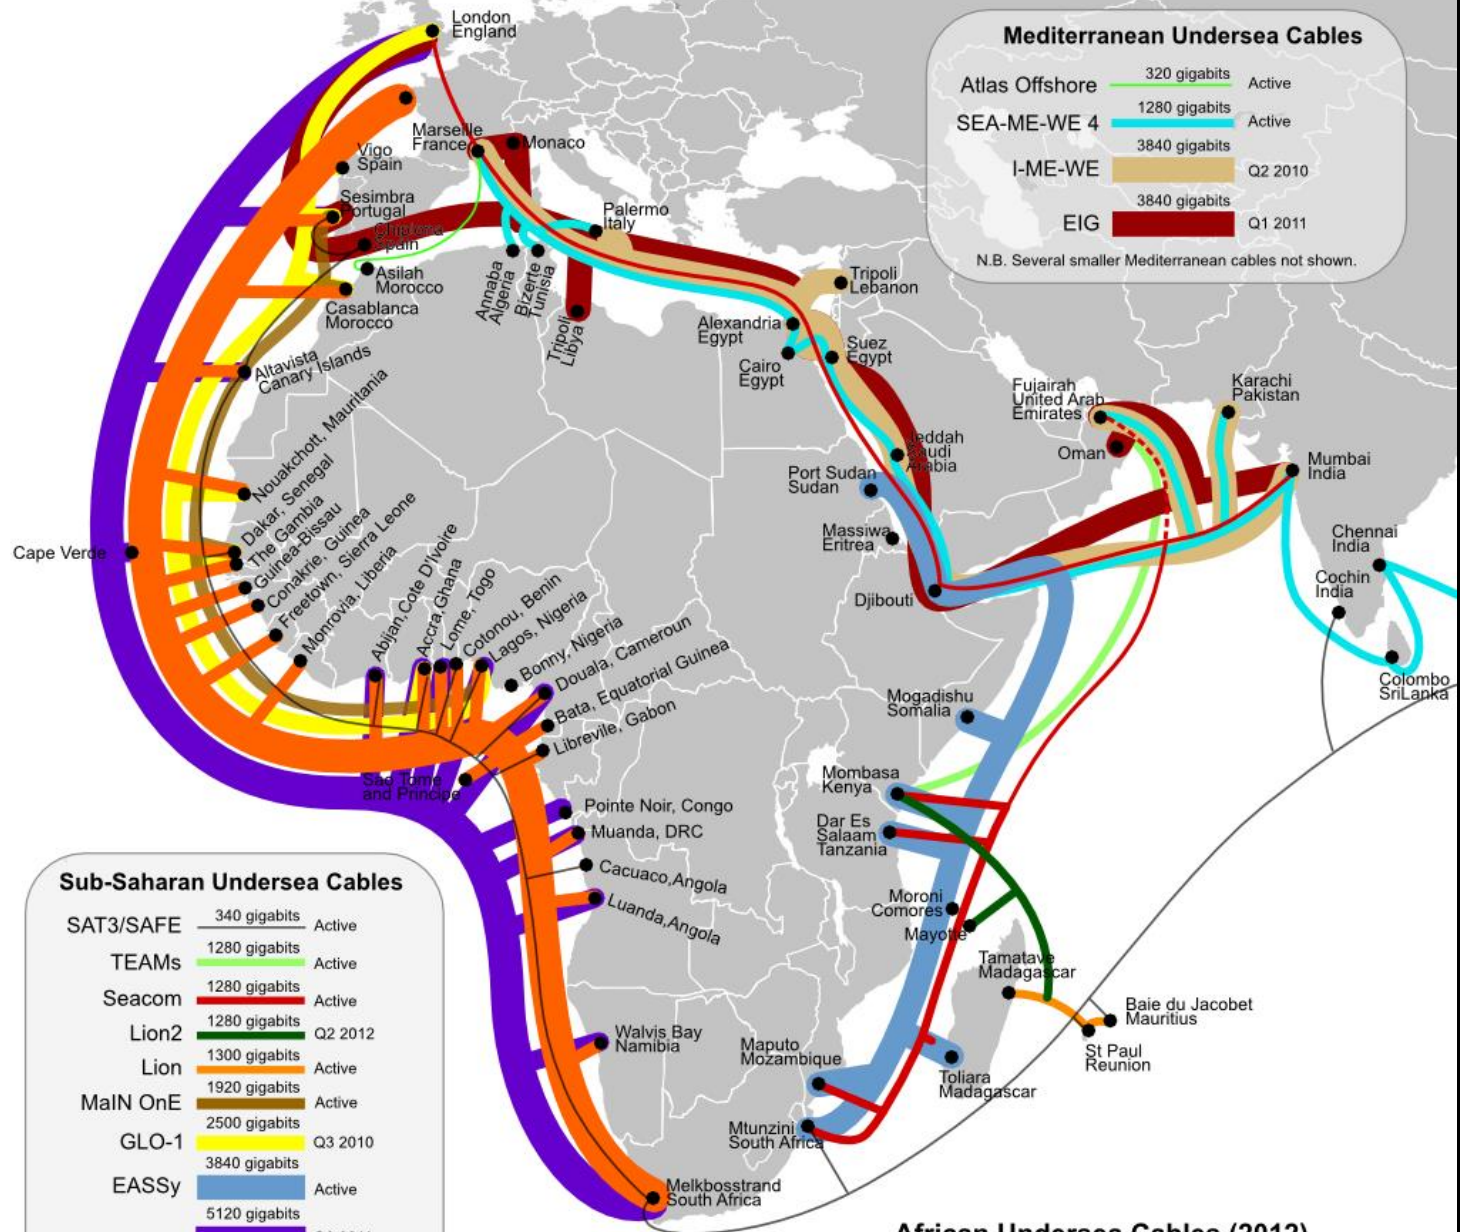 London
England
Marseille
France
Monaco
Vigo
Spain
Sesimbra
Portugal
Chipiona
Spain
Asilah
Morocco
Casablanca
Morocco
Altavista
Canary Islands
Annaba
Algeria
Bizerte
Tunisia
Tripoli
Libya
Palermo
Italy
Tripoli
Lebanon
Alexandria
Egypt
Cairo
Egypt
Suez
Egypt
Jeddah
Saudi
Arabia
Port Sudan
Sudan
Massiwa
Eritrea
Djibouti
Fujairah
United Arab
Emirates
Oman
Karachi
Pakistan
Mumbai
India
Chennai
India
Cochin
India
Colombo
SriLanka
Cape Verde
Nouakchott, Mauritania
Dakar, Senegal
The Gambia
Guinea-Bissau
Conakrie, Guinea
Freetown, Sierra Leone
Monrovia, Liberia
Abijan, Cote D'Ivoire
Accra, Ghana
Lome, Togo
Cotonou, Benin
Lagos, Nigeria
Bonny, Nigeria
Douala, Cameroun
Bata, Equatorial Guinea
Librevile, Gabon
Sao Tome
and Principe
Pointe Noir, Congo
Muanda, DRC
Cacuaco,Angola
Luanda,Angola
Walvis Bay
Namibia
Melkbosstrand
South Africa
Mogadishu
Somalia
Mombasa
Kenya
Dar Es
Salaam
Tanzania
Moroni
Comores
Mayotte
Tamatave
Madagascar
Baie du Jacobet
Mauritius
St Paul
Reunion
Toliara
Madagascar
Maputo
Mozambique
Mtunzini
South Africa
Mediterranean Undersea Cables
Atlas Offshore 320 gigabits Active
SEA-ME-WE 4 1280 gigabits Active
I-ME-WE 3840 gigabits Q2 2010
EIG 3840 gigabits Q1 2011
N.B. Several smaller Mediterranean cables not shown.
Sub-Saharan Undersea Cables
SAT3/SAFE 340 gigabits Active
TEAMs 1280 gigabits Active
Seacom 1280 gigabits Active
Lion2 1280 gigabits Q2 2012
Lion 1300 gigabits Active
MaIN OnE 1920 gigabits Active
GLO-1 2500 gigabits Q3 2010
EASSy 3840 gigabits Active
5120 gigabits
African Undersea Cables (2012)